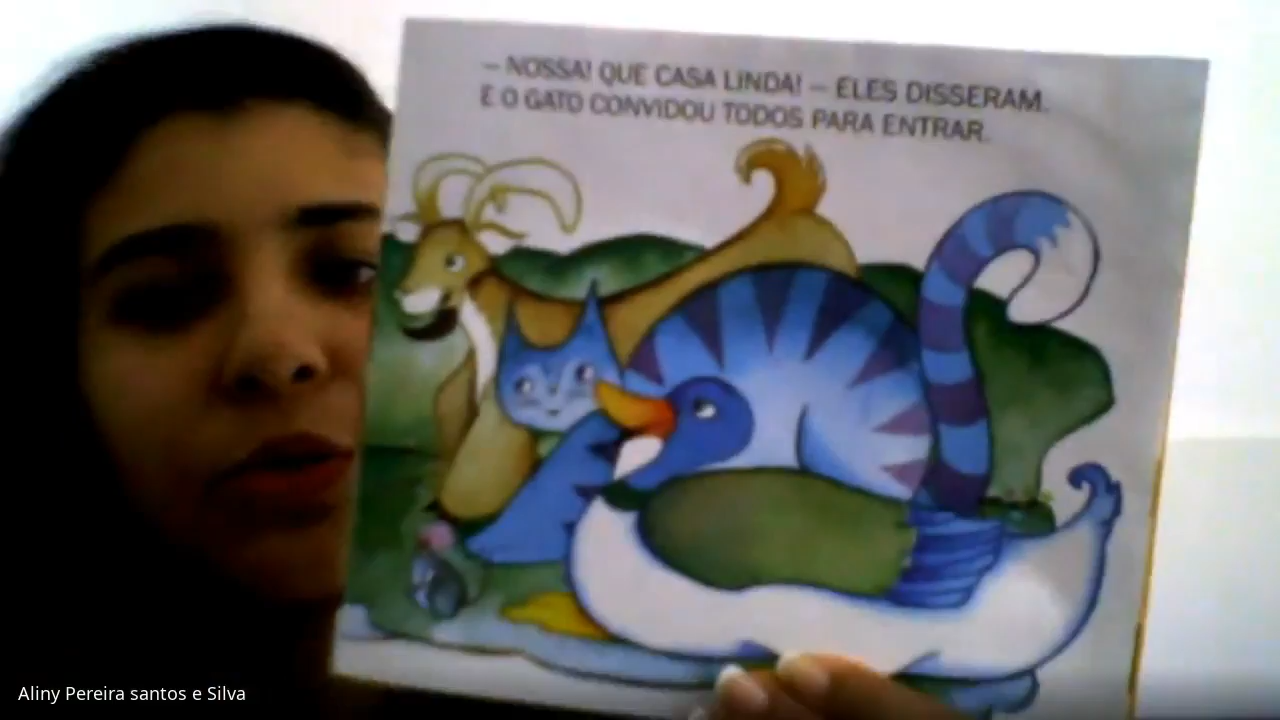 – NOSSA! QUE CASA LINDA! – ELES DISSERAM.
E O GATO CONVIDOU TODOS PARA ENTRAR.
Aliny Pereira santos e Silva